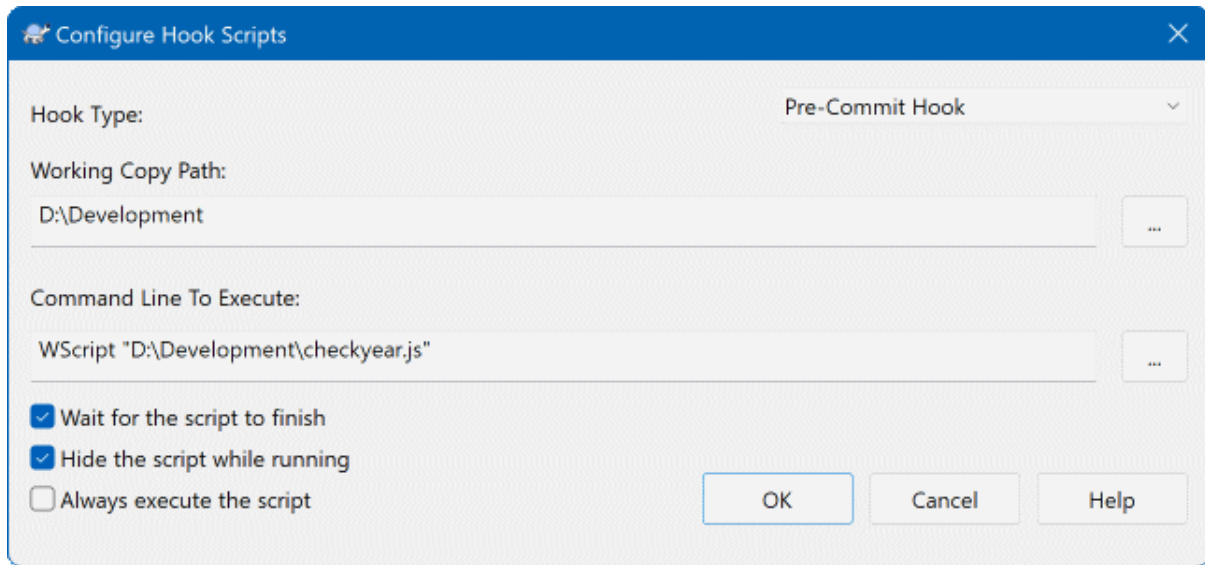 Configure Hook Scripts
Hook Type:
Pre-Commit Hook
Working Copy Path:
D:\Development
...
Command Line To Execute:
WScript "D:\Development\checkyear.js"
...
Wait for the script to finish
Hide the script while running
Always execute the script
OK
Cancel
Help